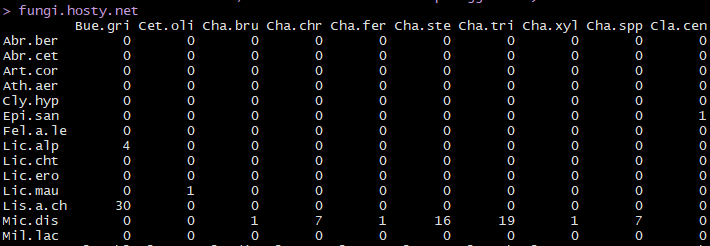 > fungi.hosty.net
Bue.gri Cet.oli Cha.bru Cha.chr Cha.fer Cha.ste Cha.tri Cha.xyl Cha.spp Cla.cen
Abr.ber 0 0 0 0 0 0 0 0 0 0
Abr.cet 0 0 0 0 0 0 0 0 0 0
Art.cor 0 0 0 0 0 0 0 0 0 0
Ath.aer 0 0 0 0 0 0 0 0 0 0
Cly.hyp 0 0 0 0 0 0 0 0 0 0
Epi.san 0 0 0 0 0 0 0 0 0 1
Fel.a.le 0 0 0 0 0 0 0 0 0 0
Lic.alp 4 0 0 0 0 0 0 0 0 0
Lic.cht 0 0 0 0 0 0 0 0 0 0
Lic.ero 0 0 0 0 0 0 0 0 0 0
Lic.mau 0 1 0 0 0 0 0 0 0 0
Lis.a.ch 30 0 0 0 0 0 0 0 0 0
Mic.dis 0 0 1 7 1 16 19 1 7 0
Mil.lac 0 0 0 0 0 0 0 0 0 0